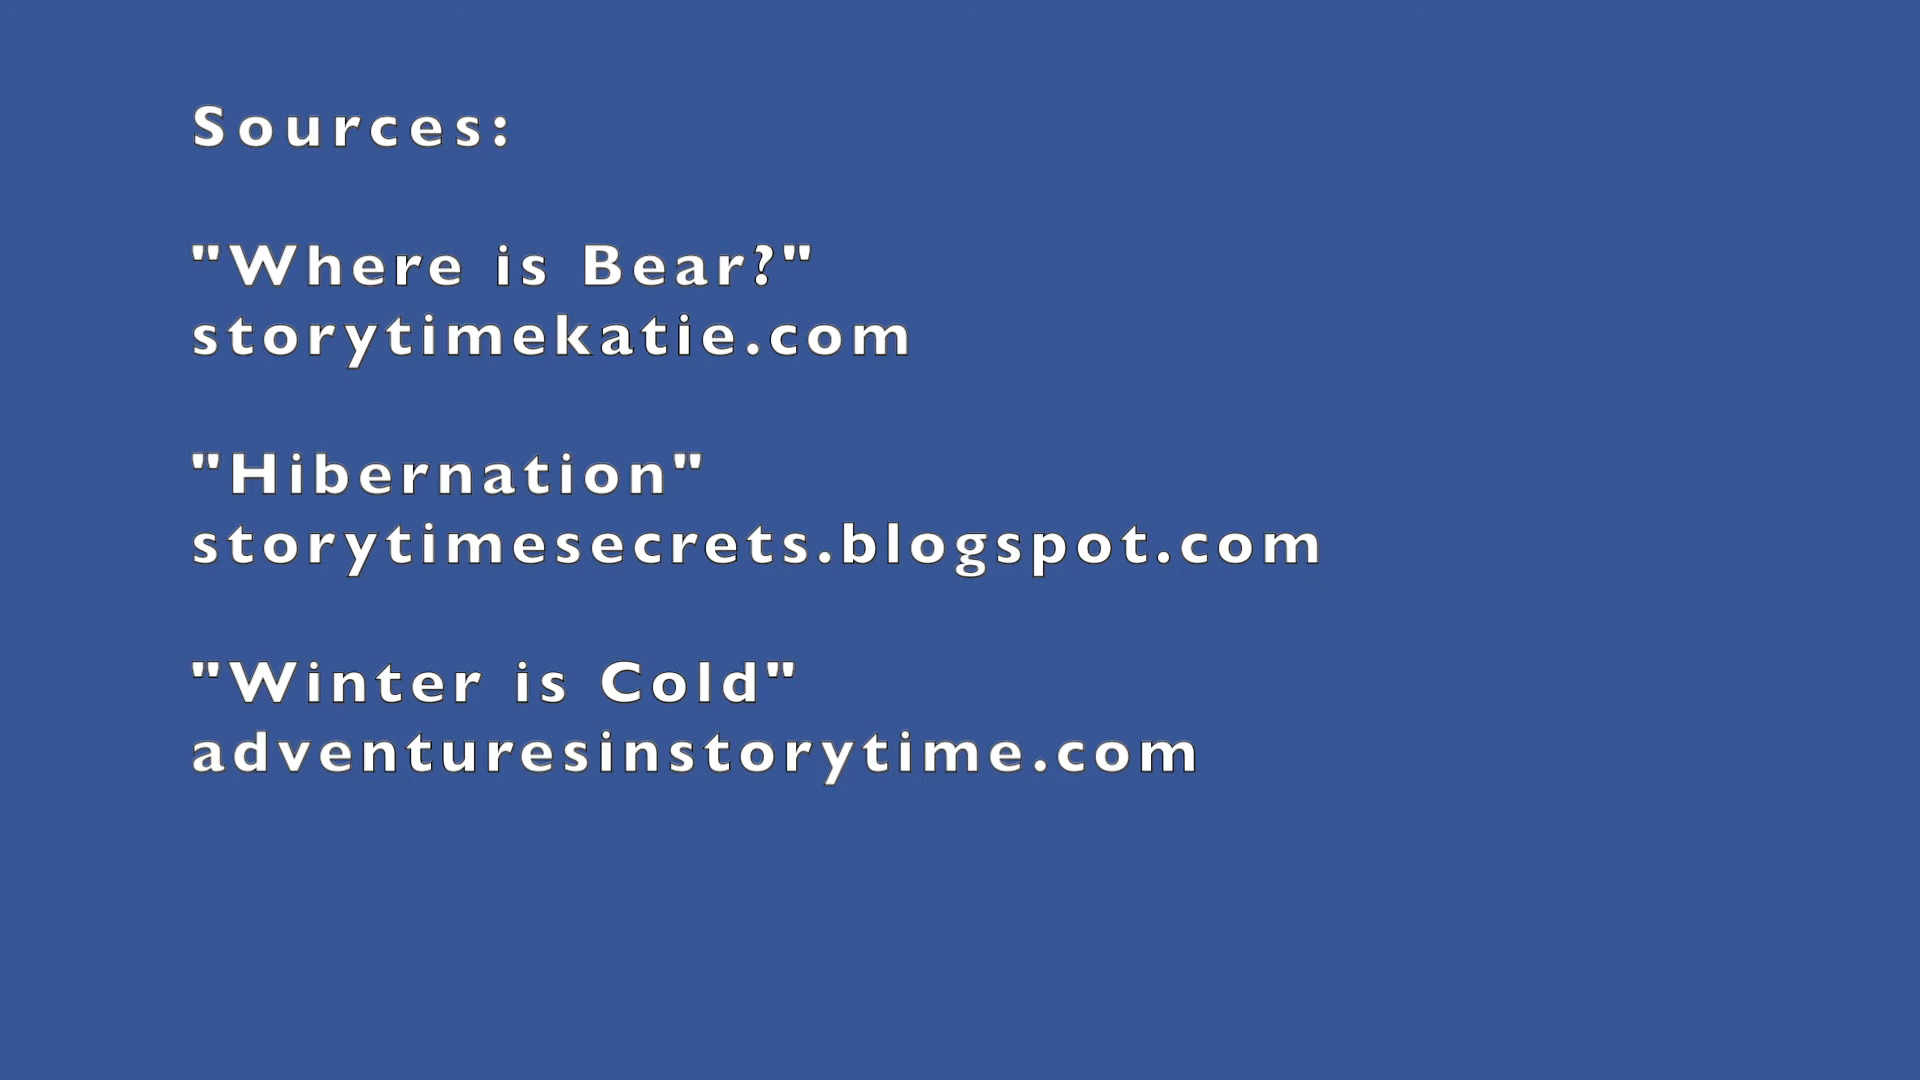 Sources:
"Where is Bear?"
storytimekatie.com
"Hibernation"
storytimesecrets.blogspot.com
"Winter is Cold"
adventuresinstorytime.com